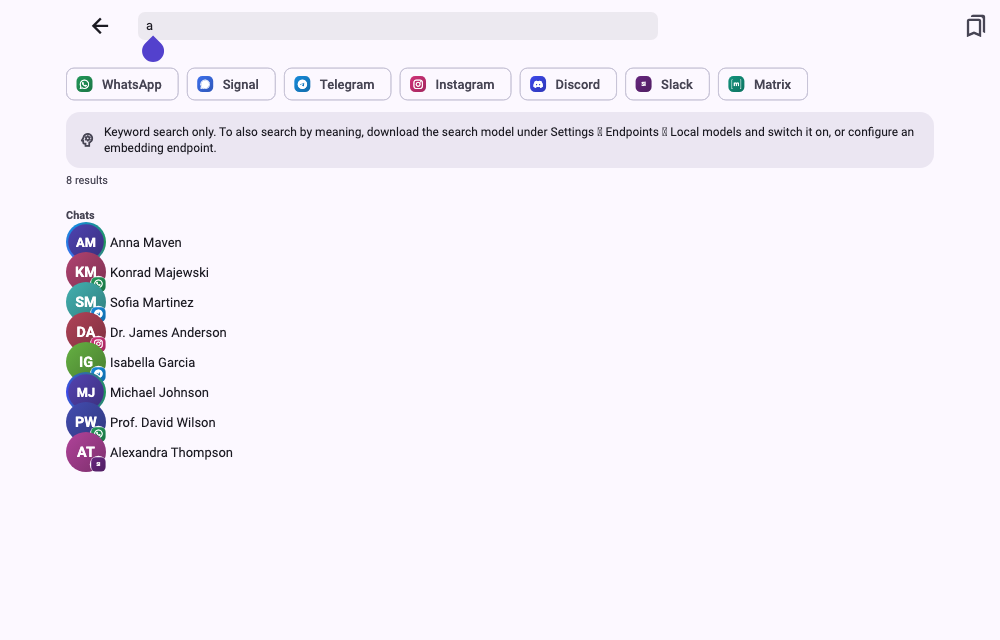 a
WhatsApp Signal Telegram Instagram Discord Slack Matrix
Keyword search only. To also search by meaning, download the search model under Settings ▯ Endpoints ▯ Local models and switch it on, or configure an
embedding endpoint.
8 results
Chats
AM Anna Maven
KM Konrad Majewski
SM Sofia Martinez
DA Dr. James Anderson
IG Isabella Garcia
MJ Michael Johnson
PW Prof. David Wilson
AT Alexandra Thompson